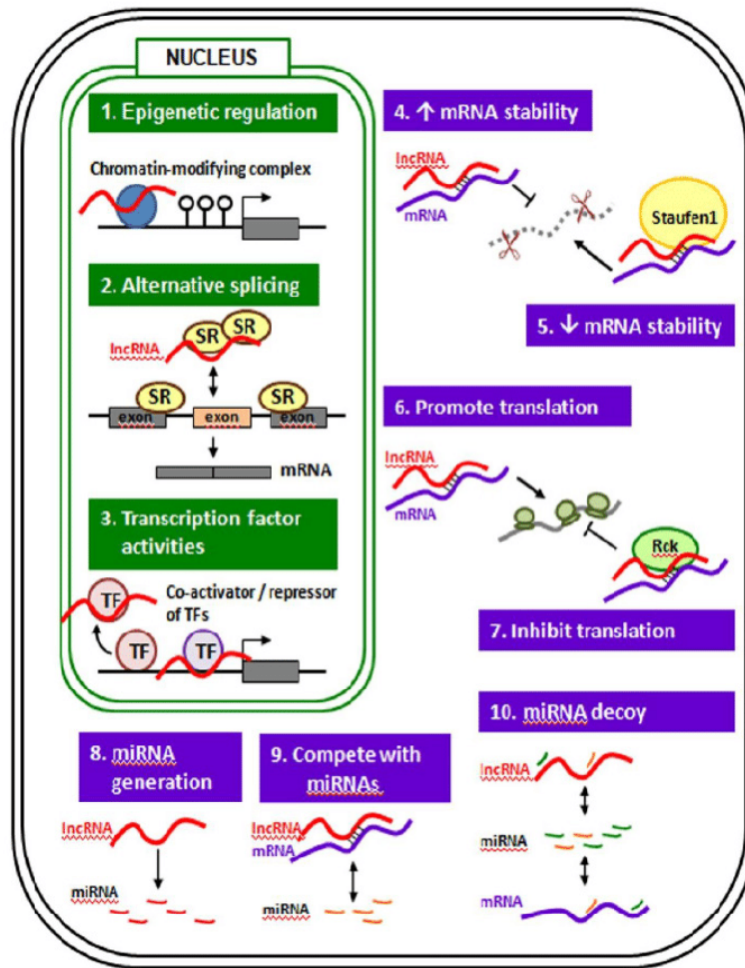 NUCLEUS
1. Epigenetic regulation
Chromatin-modifying complex
2. Alternative splicing
SR
SR
lncRNA
SR
SR
exon
exon
exon
mRNA
3. Transcription factor
activities
TF
Co-activator / repressor
of TFs
TF
TF
4. ↑ mRNA stability
lncRNA
mRNA
Staufen1
5. ↓ mRNA stability
6. Promote translation
lncRNA
mRNA
Rck
7. Inhibit translation
8. miRNA
generation
lncRNA
miRNA
9. Compete with
miRNAs
lncRNA
mRNA
miRNA
10. miRNA decoy
lncRNA
miRNA
mRNA